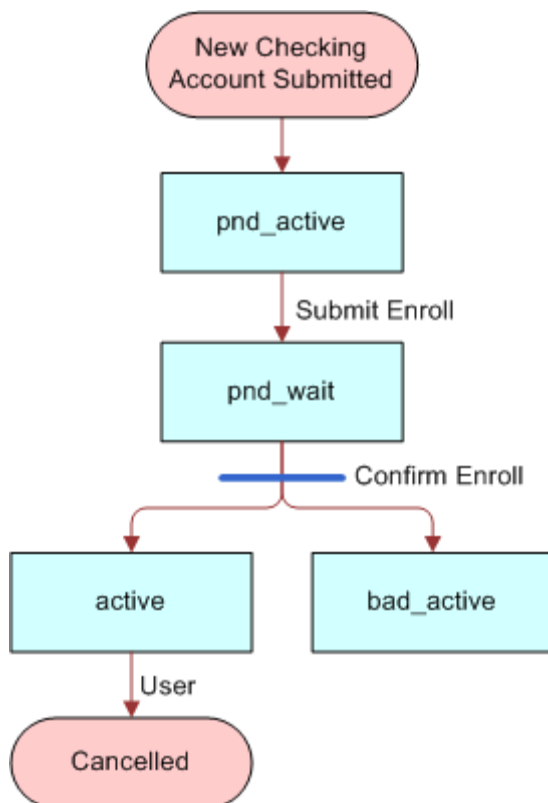 New Checking
Account Submitted
pnd_active
Submit Enroll
pnd_wait
Confirm Enroll
active
bad_active
User
Cancelled